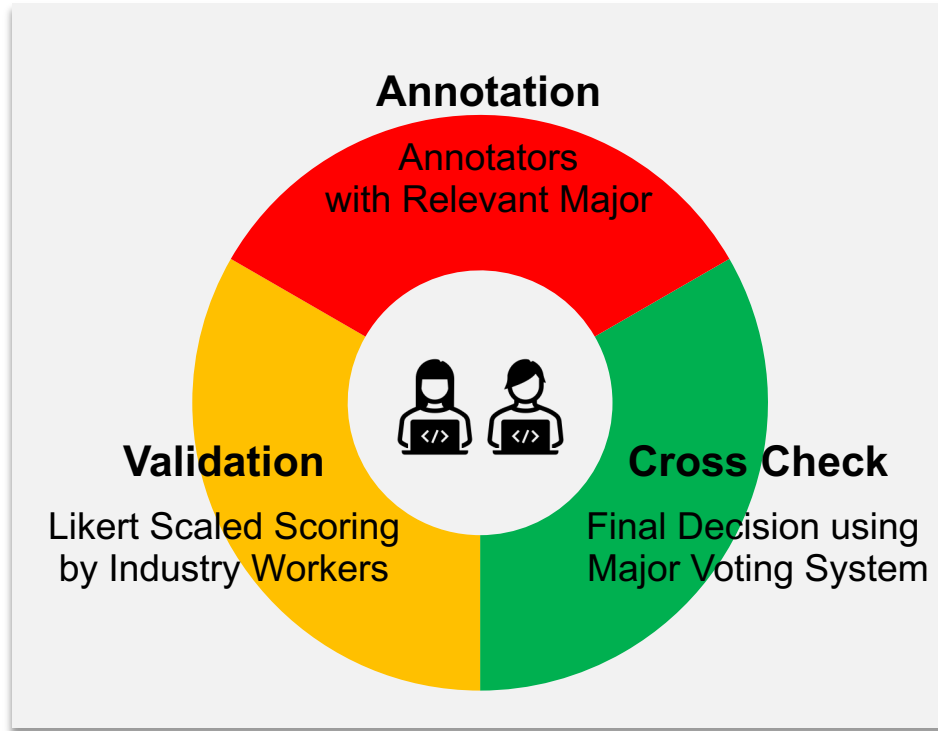 Annotation
Annotators
with Relevant Major
</>
</>
Validation
Likert Scaled Scoring
by Industry Workers
Cross Check
Final Decision using
Major Voting System